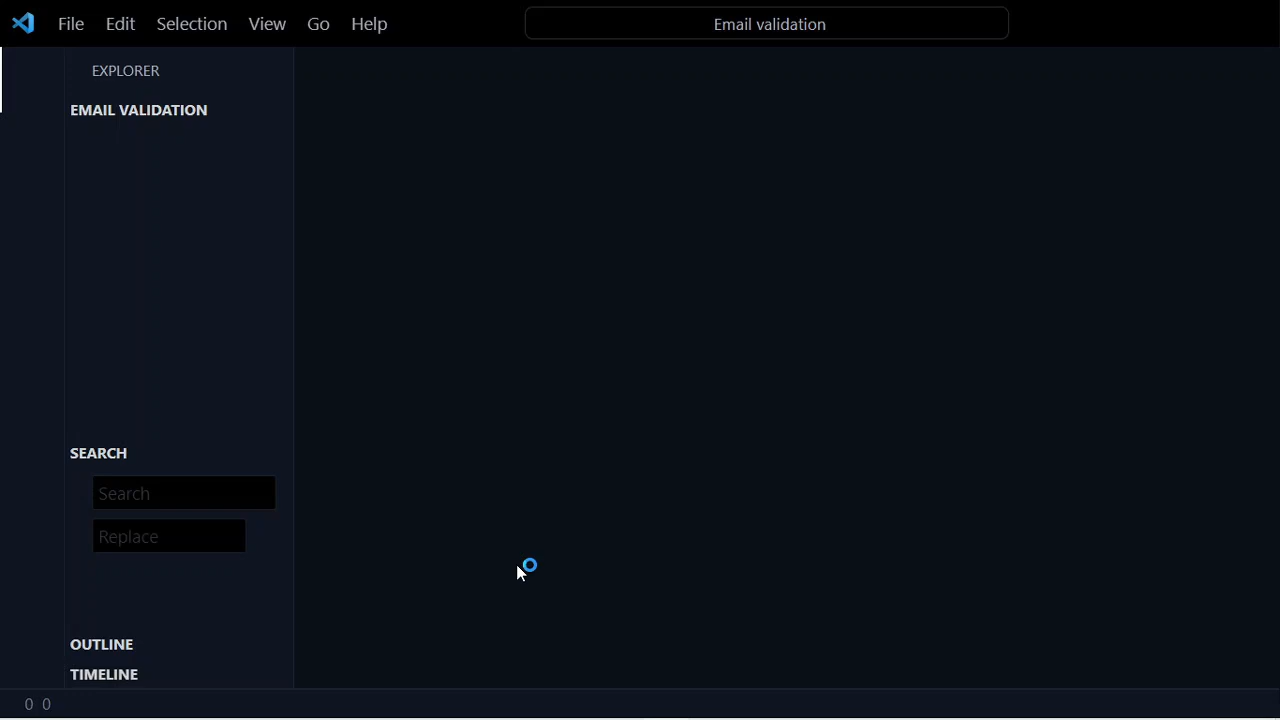 File Edit Selection View Go Help Email validation
EXPLORER
EMAIL VALIDATION
SEARCH
Search
Replace
OUTLINE
TIMELINE
0 0